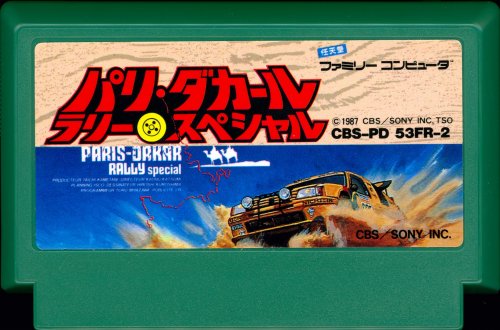 任天堂
ファミリー コンピュータ
パリ・ダカール
ラリー スペシャル
© 1987 CBS／SONY INC, TSO
CBS-PD 53FR-2
PARIS-DAKAR
RALLY special
CBS／SONY INC.